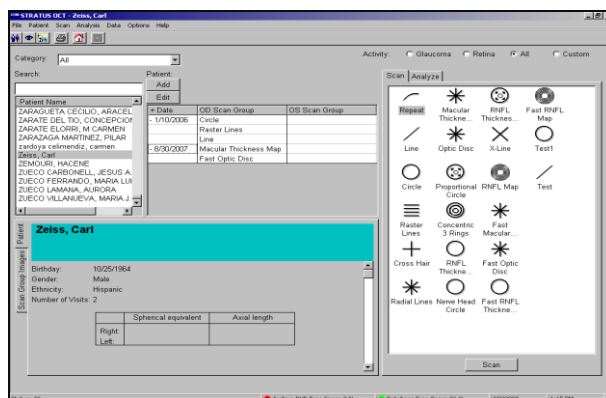 STRATUS OCT - Zeiss, Carl
File Patient Scan Analysis Data Options Help
Category: All
Activity: Glaucoma Retina All Custom
Search:
Patient Name
ZARAGUETA CECILIO, ARACEL
ZARATE DEL TIO, CONCEPCION
ZARATE ELORRI, M CARMEN
ZARAZAGA MARTINEZ, PILAR
zardoya celimendiz, carmen
Zeiss, Carl
ZEMOURI, HACENE
ZUECO CARBONELL, JESUS A.
ZUECO FERRANDO, MARIA LUI
ZUECO LAMANA, AURORA
ZUECO VILLANUEVA, MARIA J.
Patient:
Add
Edit
+ Date OD Scan Group OS Scan Group
- 1/10/2006 Circle
Raster Lines
Line
- 8/30/2007 Macular Thickness Map
Fast Optic Disc
Scan Analyze
Repeat
Macular Thickne...
RNFL Thicknes...
Fast RNFL Map
Line
Optic Disc
X-Line
Test1
Circle
Proportional Circle
RNFL Map
Test
Raster Lines
Concentric 3 Rings
Fast Macular...
Cross Hair
RNFL Thickne...
Fast Optic Disc
Radial Lines
Nerve Head Circle
Fast RNFL Thickne...
Scan
Patient
Scan Group Images
Zeiss, Carl
Birthday: 10/25/1964
Gender: Male
Ethnicity: Hispanic
Number of Visits: 2
Spherical equivalent Axial length
Right:
Left: